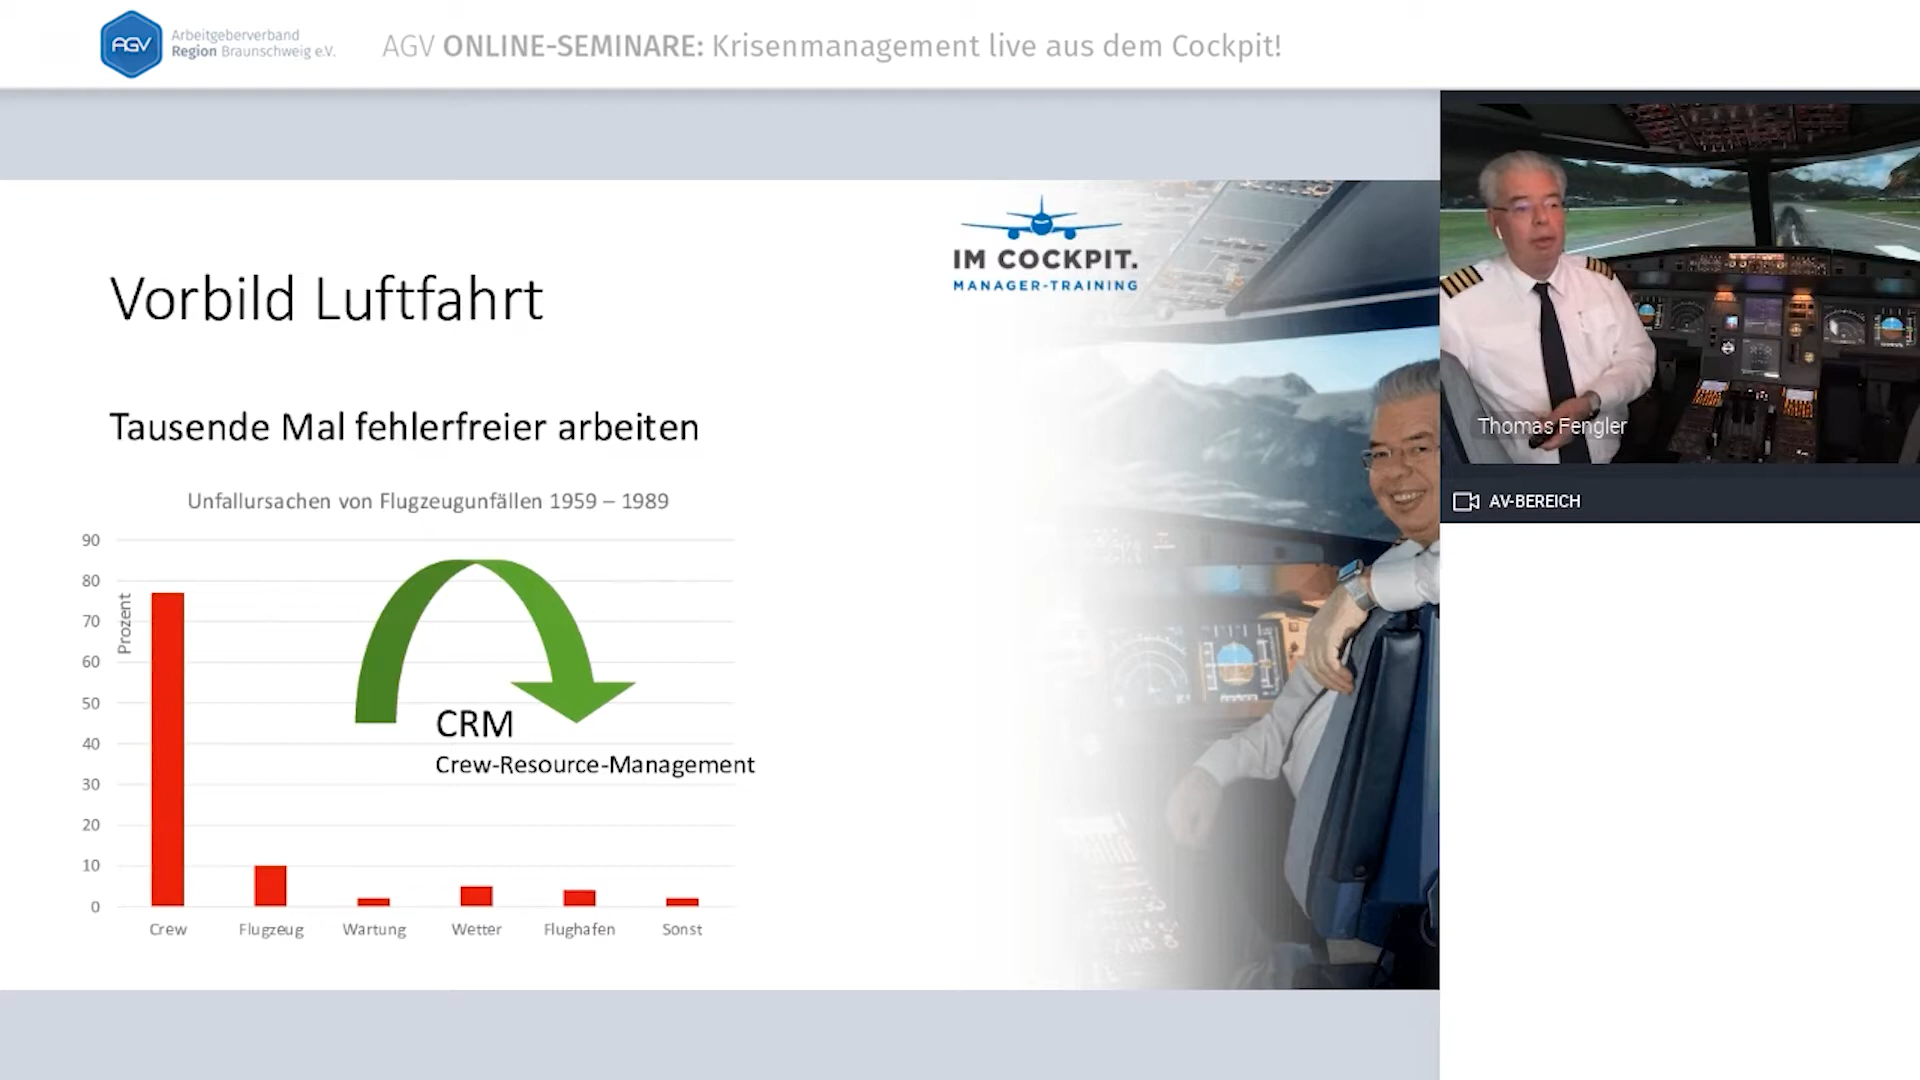 AGV
Arbeitgeberverband
Region Braunschweig e.V.
AGV ONLINE-SEMINARE: Krisenmanagement live aus dem Cockpit!
IM COCKPIT.
MANAGER-TRAINING
Vorbild Luftfahrt
Tausende Mal fehlerfreier arbeiten
Unfallursachen von Flugzeugunfällen 1959 – 1989
90
80
70
60
50
40
30
20
10
0
Prozent
CRM
Crew-Resource-Management
Crew
Flugzeug
Wartung
Wetter
Flughafen
Sonst
Thomas Fengler
AV-BEREICH